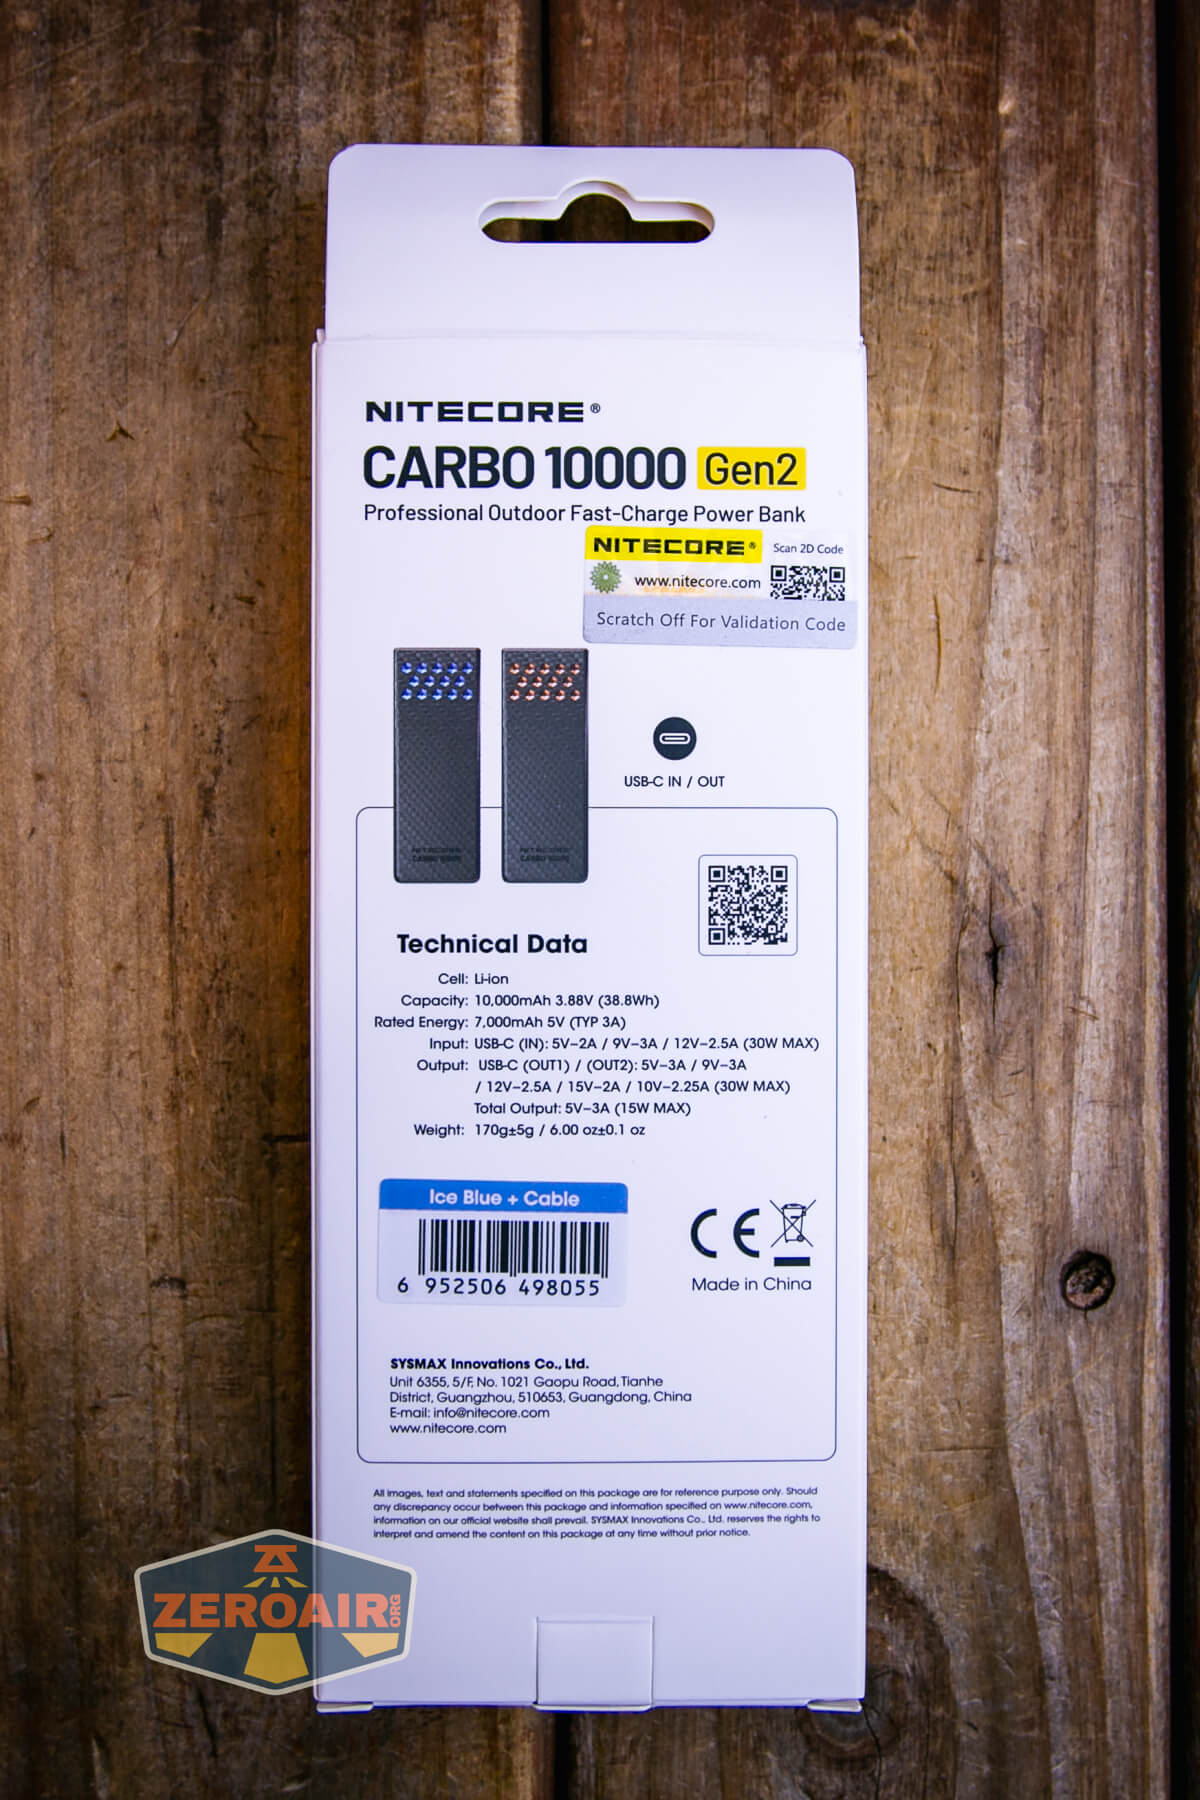 NITECORE®
CARBO 10000 Gen2
Professional Outdoor Fast-Charge Power Bank
NITECORE® Scan 2D Code
www.nitecore.com
Scratch Off For Validation Code
USB-C IN / OUT
NITECORE
CARBO 10000
NITECORE
CARBO 10000
Technical Data
Cell: Li-ion
Capacity: 10,000mAh 3.88V (38.8Wh)
Rated Energy: 7,000mAh 5V (TYP 3A)
Input: USB-C (IN): 5V⎓2A / 9V⎓3A / 12V⎓2.5A (30W MAX)
Output: USB-C (OUT1) / (OUT2): 5V⎓3A / 9V⎓3A
/ 12V⎓2.5A / 15V⎓2A / 10V⎓2.25A (30W MAX)
Total Output: 5V⎓3A (15W MAX)
Weight: 170g±5g / 6.00 oz±0.1 oz
Ice Blue + Cable
6 952506 498055
CE
Made in China
SYSMAX Innovations Co., Ltd.
Unit 6355, 5/F, No. 1021 Gaopu Road, Tianhe
District, Guangzhou, 510653, Guangdong, China
E-mail: info@nitecore.com
www.nitecore.com
All images, text and statements specified on this package are for reference purpose only. Should
any discrepancy occur between this package and information specified on www.nitecore.com,
information on our official website shall prevail. SYSMAX Innovations Co., Ltd. reserves the rights to
interpret and amend the content on this package at any time without prior notice.
ZEROAIR.ORG